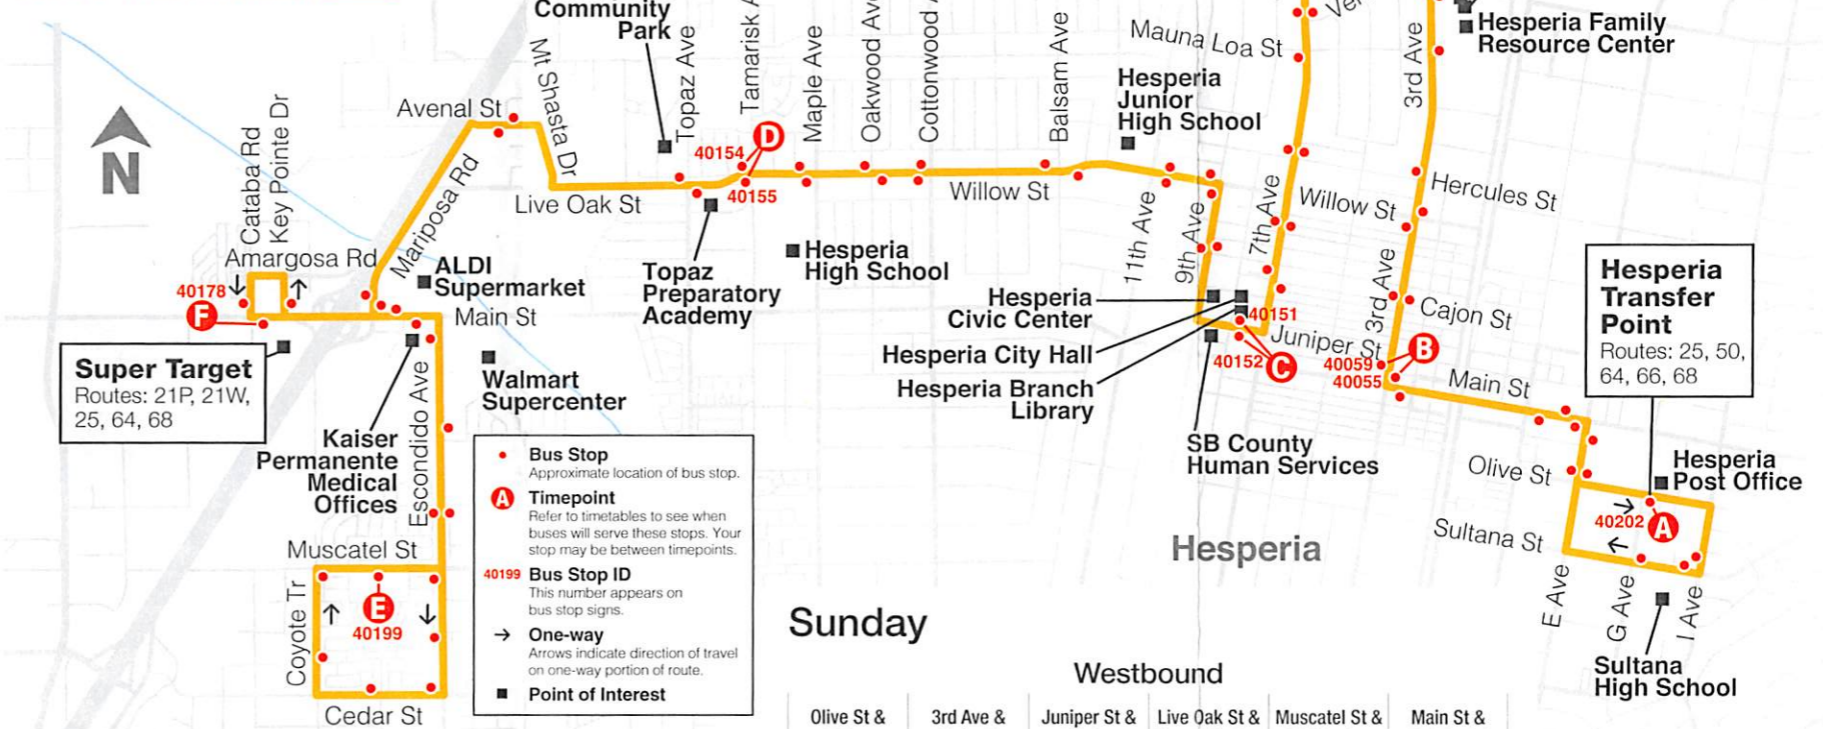 Community
Park
Mt Shasta Dr
Topaz Ave
Tamarisk A
Maple Ave
Oakwood Av
Cottonwood
Balsam Ave
Mauna Loa St
3rd Ave
Hesperia Family
Resource Center
Hesperia
Junior
High School
Avenal St
Cataba Rd
Key Pointe Dr
N
Mariposa Rd
40154
D
40155
Live Oak St
Willow St
11th Ave
9th Ave
7th Ave
Willow St
Hercules St
Amargosa Rd
ALDI
Supermarket
Topaz
Preparatory
Academy
Hesperia
High School
Hesperia
Civic Center
Hesperia City Hall
Hesperia Branch
Library
40151
40152
C
Juniper St
3rd Ave
Cajon St
40059
40055
B
Main St
Hesperia
Transfer
Point
Routes: 25, 50,
64, 66, 68
40178
F
Main St
Super Target
Routes: 21P, 21W,
25, 64, 68
Walmart
Supercenter
Escondido Ave
Kaiser
Permanente
Medical
Offices
SB County
Human Services
Olive St
Hesperia
Post Office
40202
A
Sultana St
Hesperia
E Ave
G Ave
I Ave
Sultana
High School
Muscatel St
Coyote Tr
E
40199
Cedar St
Bus Stop
Approximate location of bus stop.
A
Timepoint
Refer to timetables to see when
buses will serve these stops. Your
stop may be between timepoints.
40199 Bus Stop ID
This number appears on
bus stop signs.
→ One-way
Arrows indicate direction of travel
on one-way portion of route.
Point of Interest
Sunday
Westbound
Olive St & 3rd Ave & Juniper St & Live Oak St & Muscatel St & Main St &